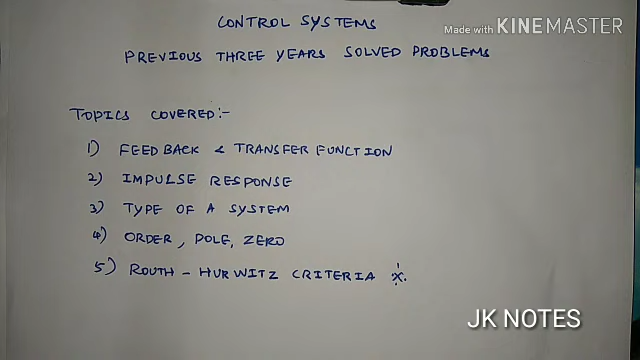 CONTROL SYSTEMS
Made with KINEMASTER
PREVIOUS THREE YEARS SOLVED PROBLEMS
TOPICS COVERED:-
1) FEEDBACK & TRANSFER FUNCTION
2) IMPULSE RESPONSE
3) TYPE OF A SYSTEM
4) ORDER, POLE, ZERO
5) ROUTH - HURWITZ CRITERIA
JK NOTES